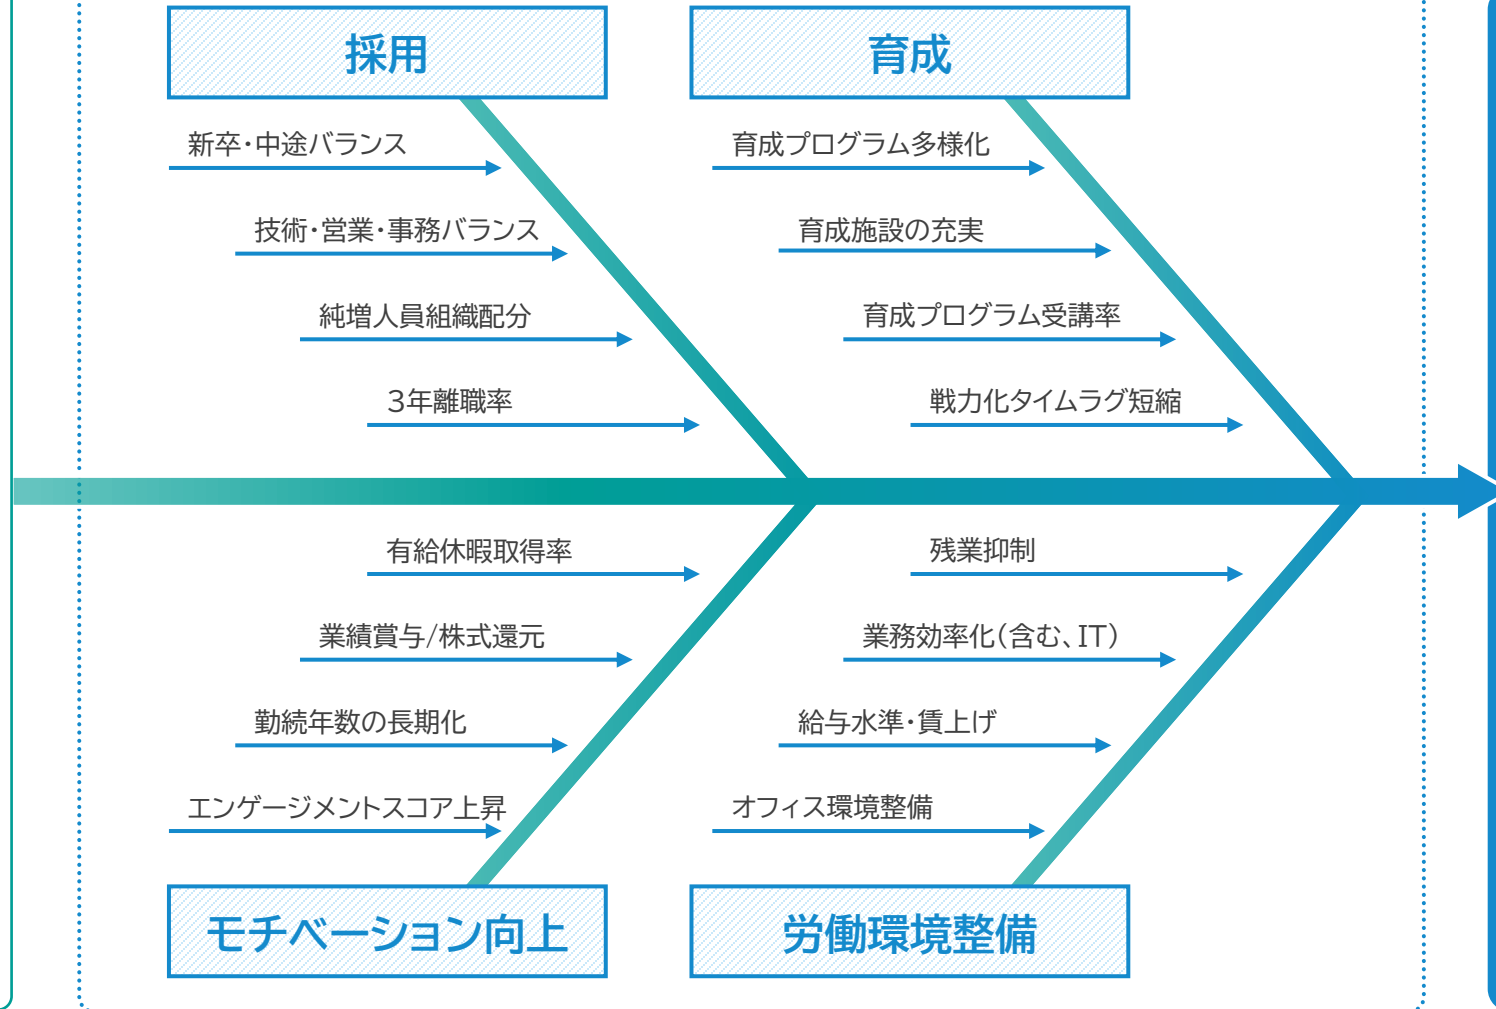 採用
新卒・中途バランス
技術・営業・事務バランス
純増人員組織配分
3年離職率
育成
育成プログラム多様化
育成施設の充実
育成プログラム受講率
戦力化タイムラグ短縮
有給休暇取得率
業績賞与/株式還元
勤続年数の長期化
エンゲージメントスコア上昇
モチベーション向上
残業抑制
業務効率化（含む、IT）
給与水準・賃上げ
オフィス環境整備
労働環境整備